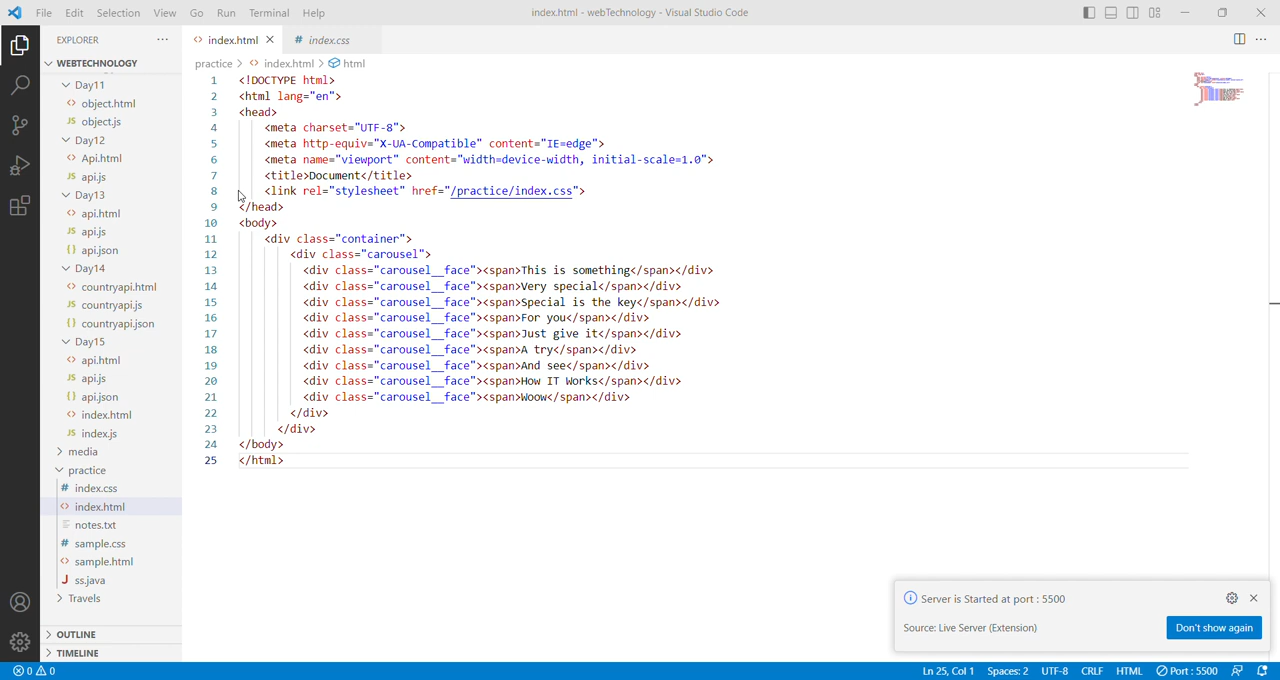 File Edit Selection View Go Run Terminal Help index.html - webTechnology - Visual Studio Code
EXPLORER
WEBTECHNOLOGY
Day11
object.html
JS object.js
Day12
Api.html
JS api.js
Day13
api.html
JS api.js
api.json
Day14
countryapi.html
JS countryapi.js
countryapi.json
Day15
api.html
JS api.js
api.json
index.html
JS index.js
media
practice
# index.css
index.html
notes.txt
# sample.css
sample.html
J ss.java
Travels
OUTLINE
TIMELINE
index.html # index.css
practice > index.html > html
1 <!DOCTYPE html>
2 <html lang="en">
3 <head>
4 <meta charset="UTF-8">
5 <meta http-equiv="X-UA-Compatible" content="IE=edge">
6 <meta name="viewport" content="width=device-width, initial-scale=1.0">
7 <title>Document</title>
8 <link rel="stylesheet" href="/practice/index.css">
9 </head>
10 <body>
11 <div class="container">
12 <div class="carousel">
13 <div class="carousel__face"><span>This is something</span></div>
14 <div class="carousel__face"><span>Very special</span></div>
15 <div class="carousel__face"><span>Special is the key</span></div>
16 <div class="carousel__face"><span>For you</span></div>
17 <div class="carousel__face"><span>Just give it</span></div>
18 <div class="carousel__face"><span>A try</span></div>
19 <div class="carousel__face"><span>And see</span></div>
20 <div class="carousel__face"><span>How IT Works</span></div>
21 <div class="carousel__face"><span>Woow</span></div>
22 </div>
23 </div>
24 </body>
25 </html>
Server is Started at port : 5500
Source: Live Server (Extension) Don't show again
0 0 Ln 25, Col 1 Spaces: 2 UTF-8 CRLF HTML Port : 5500